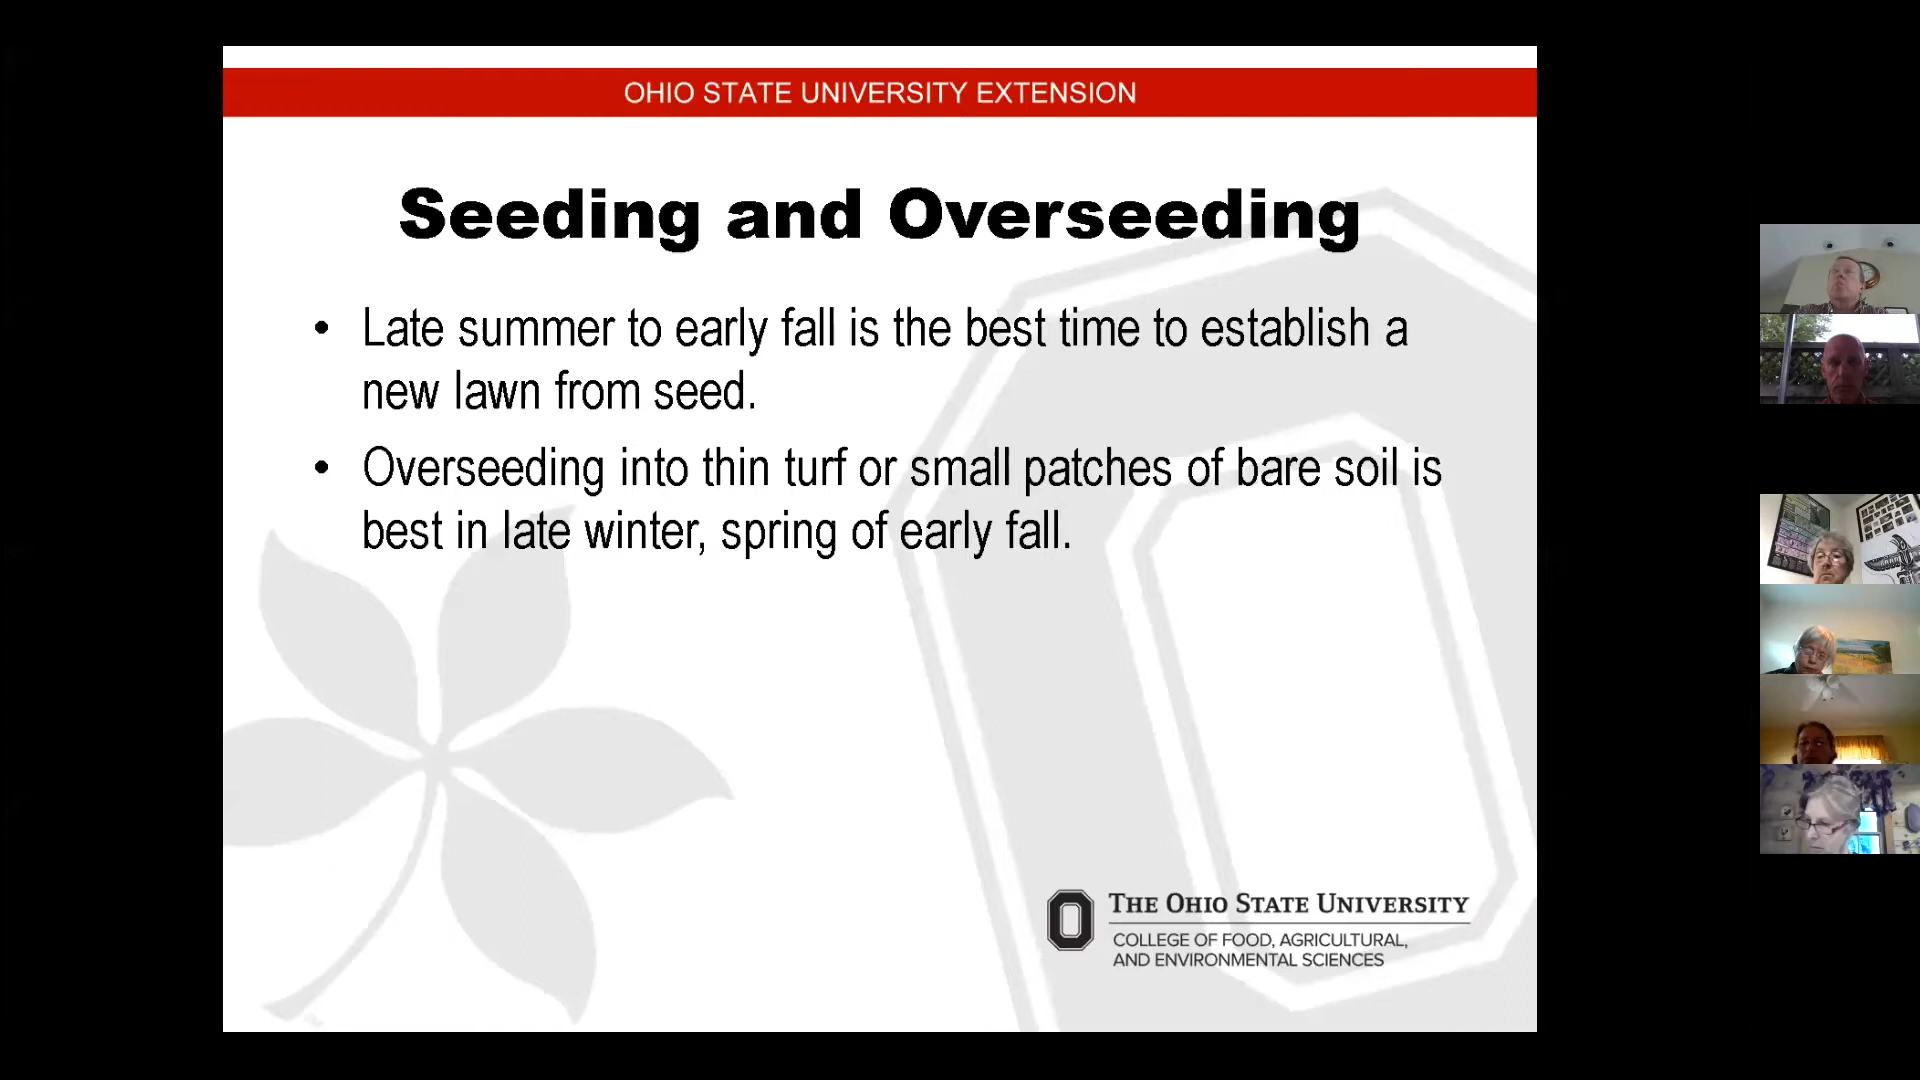 OHIO STATE UNIVERSITY EXTENSION
Seeding and Overseeding
• Late summer to early fall is the best time to establish a
new lawn from seed.
• Overseeding into thin turf or small patches of bare soil is
best in late winter, spring of early fall.
THE OHIO STATE UNIVERSITY
COLLEGE OF FOOD, AGRICULTURAL,
AND ENVIRONMENTAL SCIENCES